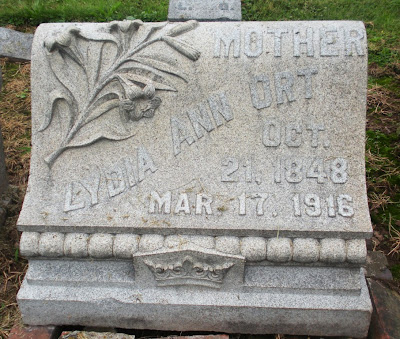 MOTHER
LYDIA ANN ORT
OCT.
21, 1848
MAR. 17, 1916